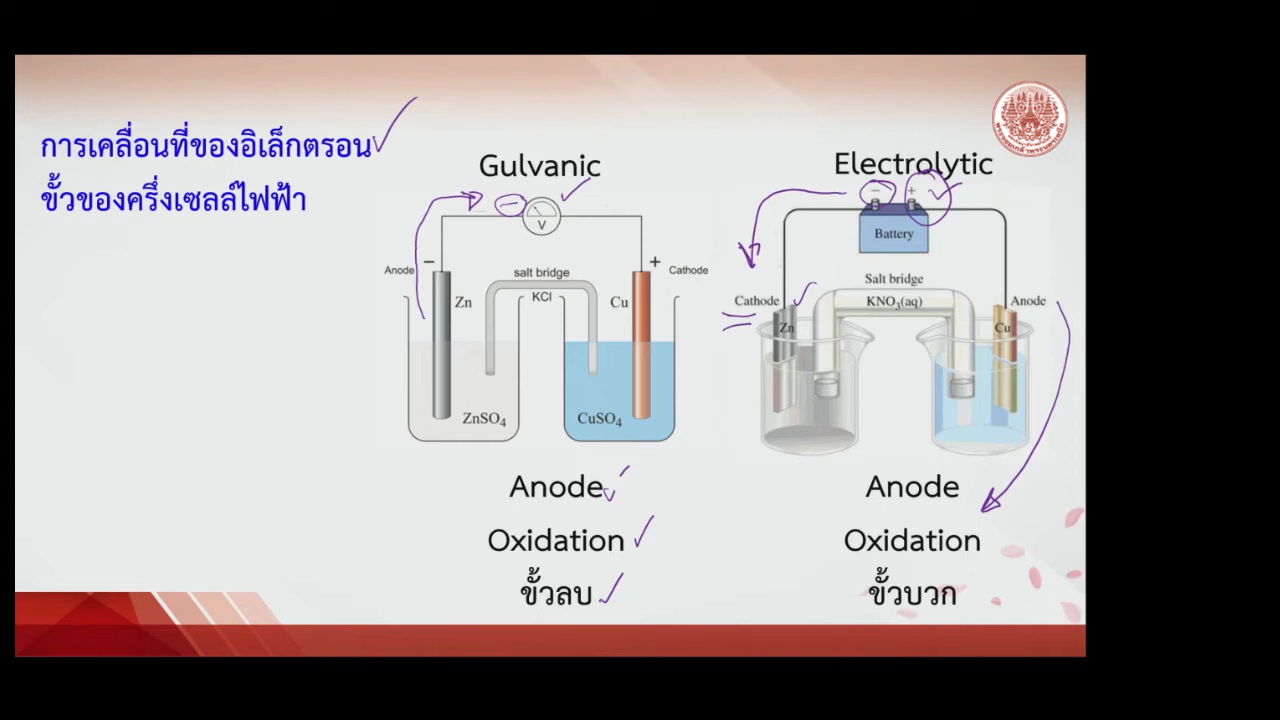 การเคลื่อนที่ของอิเล็กตรอน
ขั้วของครึ่งเซลล์ไฟฟ้า
Gulvanic
−
V
−
+
Anode
Cathode
salt bridge
KCl
Zn
Cu
ZnSO₄
CuSO₄
Anode
Oxidation
ขั้วลบ
Electrolytic
− +
Battery
Salt bridge
KNO₃(aq)
Cathode
Anode
Zn
Cu
Anode
Oxidation
ขั้วบวก